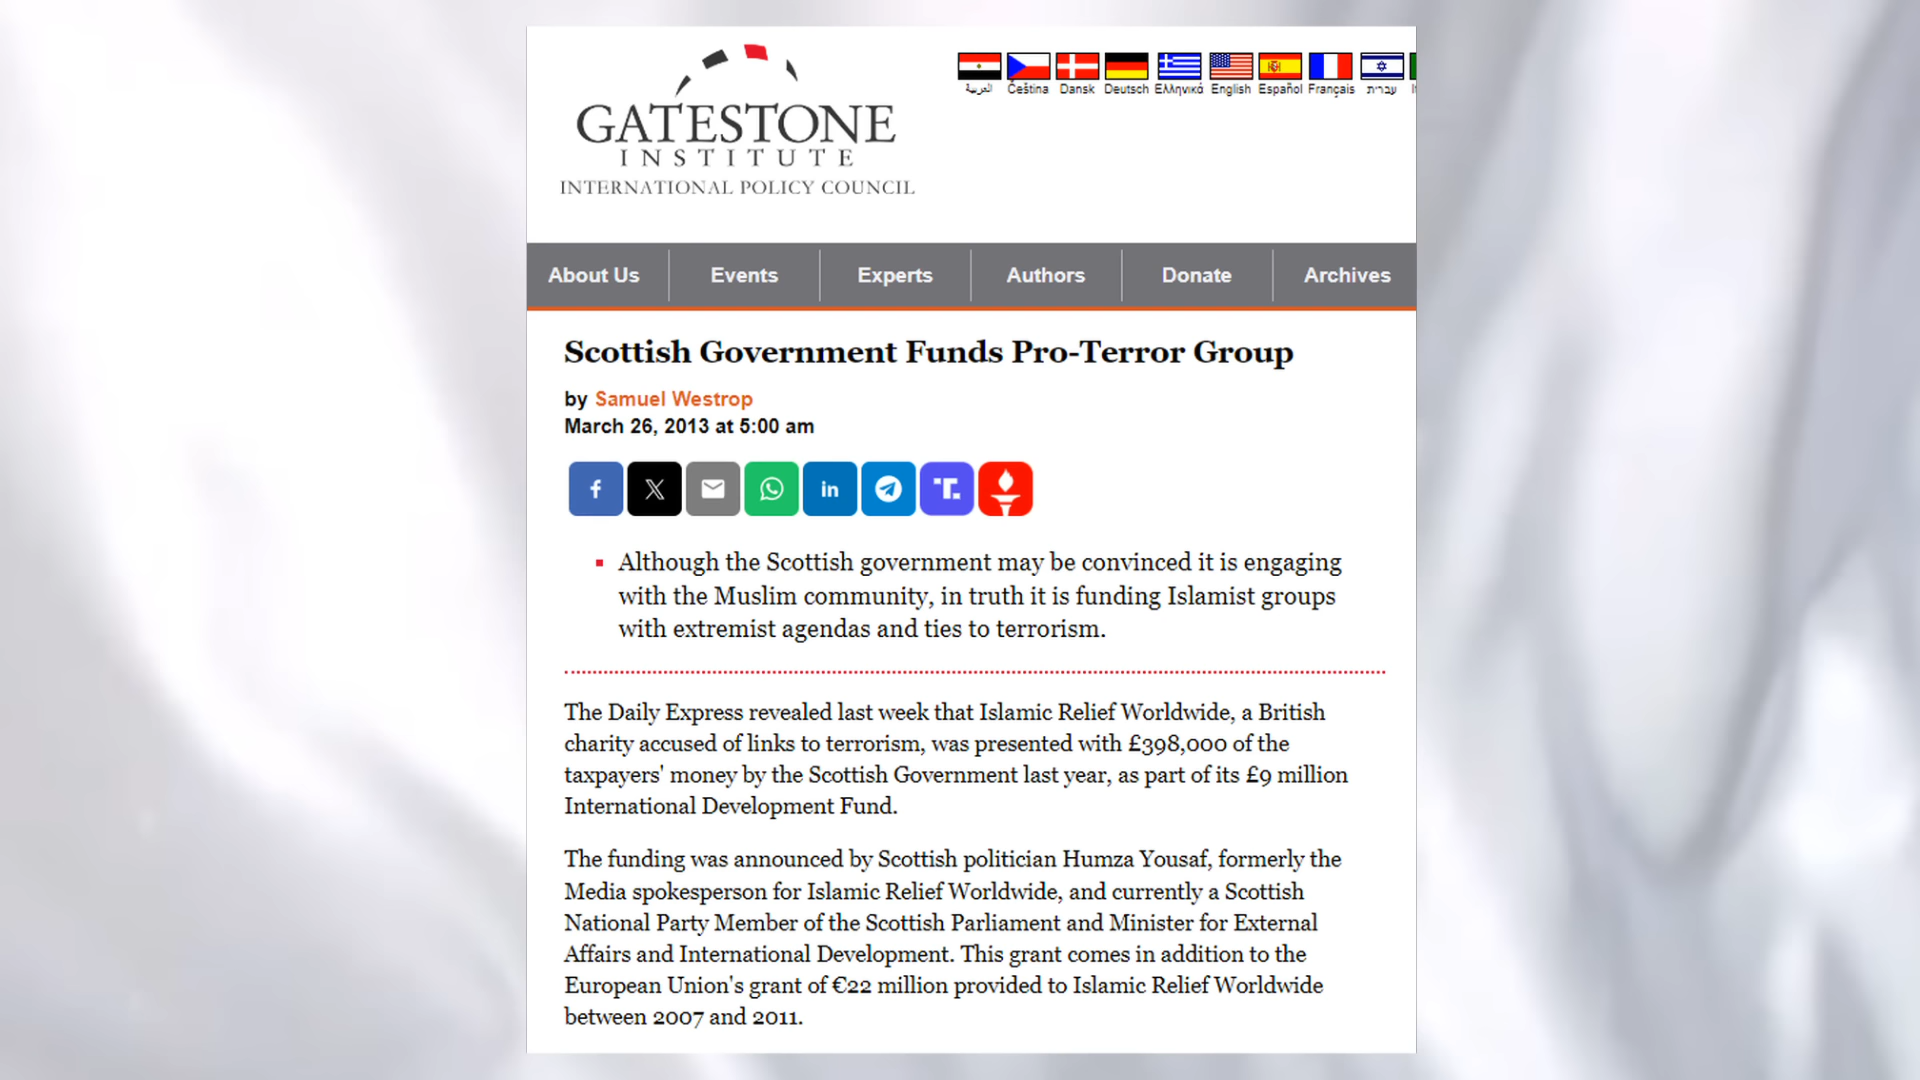 GATESTONE
INSTITUTE
INTERNATIONAL POLICY COUNCIL
العربية Čeština Dansk Deutsch Ελληνικά English Español Français עברית
About Us Events Experts Authors Donate Archives
Scottish Government Funds Pro-Terror Group
by Samuel Westrop
March 26, 2013 at 5:00 am
Although the Scottish government may be convinced it is engaging
with the Muslim community, in truth it is funding Islamist groups
with extremist agendas and ties to terrorism.
The Daily Express revealed last week that Islamic Relief Worldwide, a British
charity accused of links to terrorism, was presented with £398,000 of the
taxpayers' money by the Scottish Government last year, as part of its £9 million
International Development Fund.
The funding was announced by Scottish politician Humza Yousaf, formerly the
Media spokesperson for Islamic Relief Worldwide, and currently a Scottish
National Party Member of the Scottish Parliament and Minister for External
Affairs and International Development. This grant comes in addition to the
European Union's grant of €22 million provided to Islamic Relief Worldwide
between 2007 and 2011.